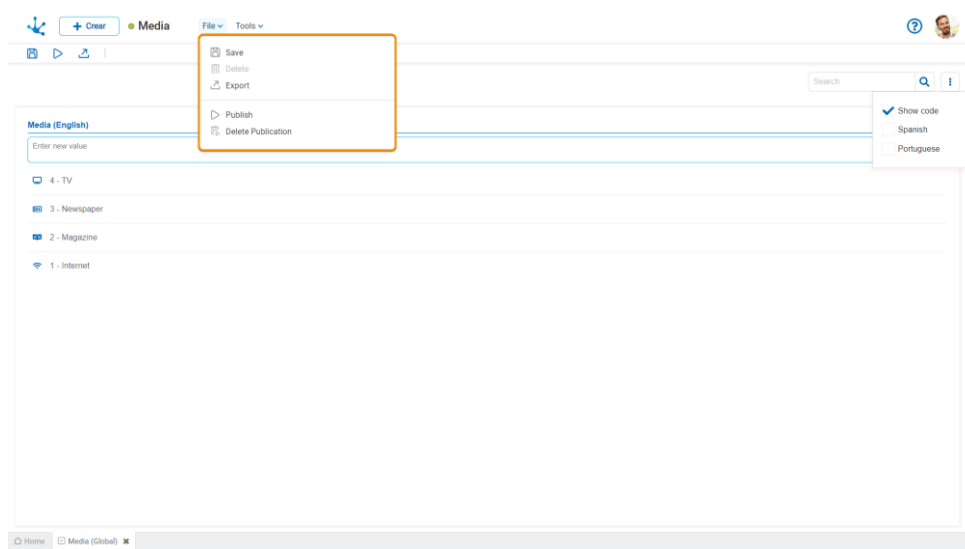 + Crear
Media
File
Tools
Save
Delete
Export
Publish
Delete Publication
Search
Show code
Spanish
Portuguese
Media (English)
Enter new value
4 - TV
3 - Newspaper
2 - Magazine
1 - Internet
Home
Media (Global)